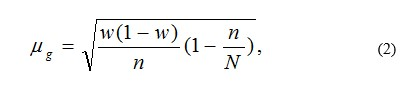 μ_g = √(w(1 − w)/n (1 − n/N)), (2)